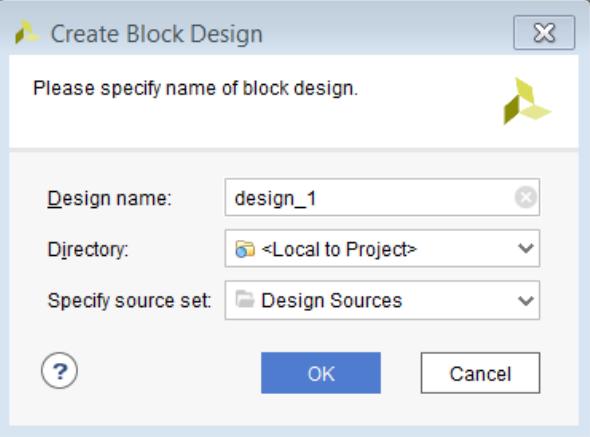 Create Block Design
Please specify name of block design.
Design name: design_1
Directory: <Local to Project>
Specify source set: Design Sources
? OK Cancel